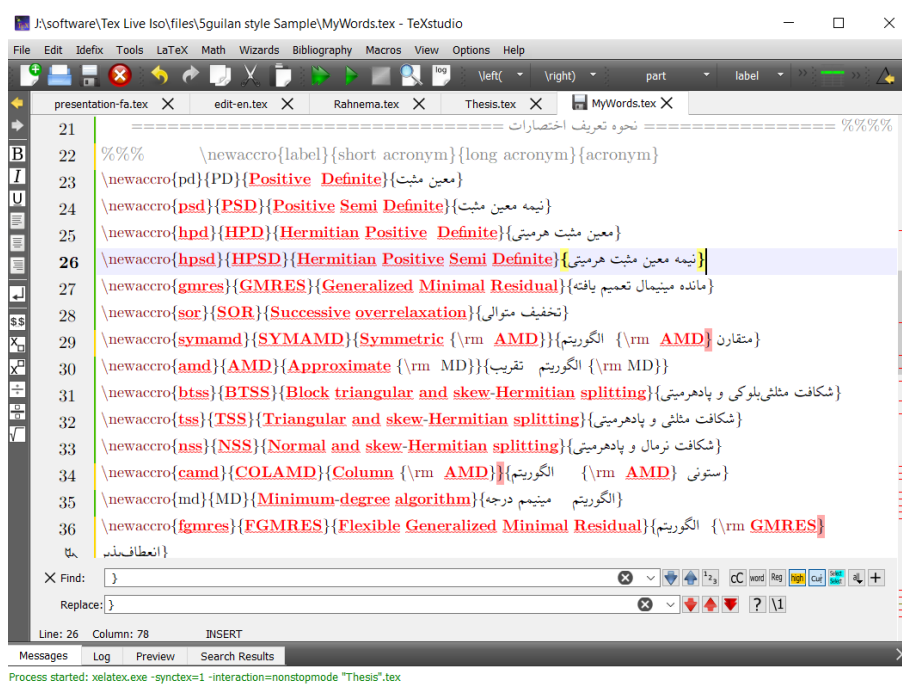 J:\software\Tex Live Iso\files\5guilan style Sample\MyWords.tex - TeXstudio
File Edit Idefix Tools LaTeX Math Wizards Bibliography Macros View Options Help
log \left( \right) part label
presentation-fa.tex edit-en.tex Rahnema.tex Thesis.tex MyWords.tex
21 %%%% ================ نحوه تعریف اختصارات ===============================
22 %%% \newaccro{label}{short acronym}{long acronym}{acronym}
23 \newaccro{pd}{PD}{Positive Definite}{معین مثبت}
24 \newaccro{psd}{PSD}{Positive Semi Definite}{نیمه معین مثبت}
25 \newaccro{hpd}{HPD}{Hermitian Positive Definite}{معین مثبت هرمیتی}
26 \newaccro{hpsd}{HPSD}{Hermitian Positive Semi Definite}{نیمه معین مثبت هرمیتی}
27 \newaccro{gmres}{GMRES}{Generalized Minimal Residual}{مانده مینیمال تعمیم یافته}
28 \newaccro{sor}{SOR}{Successive overrelaxation}{تخفیف متوالی}
29 \newaccro{symamd}{SYMAMD}{Symmetric {\rm AMD}}{الگوریتم {\rm AMD} متقارن}
30 \newaccro{amd}{AMD}{Approximate {\rm MD}}{الگوریتم تقریب {\rm MD}}
31 \newaccro{btss}{BTSS}{Block triangular and skew-Hermitian splitting}{شکافت مثلثی‌بلوکی و پادهرمیتی}
32 \newaccro{tss}{TSS}{Triangular and skew-Hermitian splitting}{شکافت مثلثی و پادهرمیتی}
33 \newaccro{nss}{NSS}{Normal and skew-Hermitian splitting}{شکافت نرمال و پادهرمیتی}
34 \newaccro{camd}{COLAMD}{Column {\rm AMD}}{الگوریتم {\rm AMD} ستونی}
35 \newaccro{md}{MD}{Minimum-degree algorithm}{الگوریتم مینیمم درجه}
36 \newaccro{fgmres}{FGMRES}{Flexible Generalized Minimal Residual}{الگوریتم {\rm GMRES}
انعطاف‌پذیر}
Find: }
Replace: }
Line: 26 Column: 78 INSERT
Messages Log Preview Search Results
Process started: xelatex.exe -synctex=1 -interaction=nonstopmode "Thesis".tex